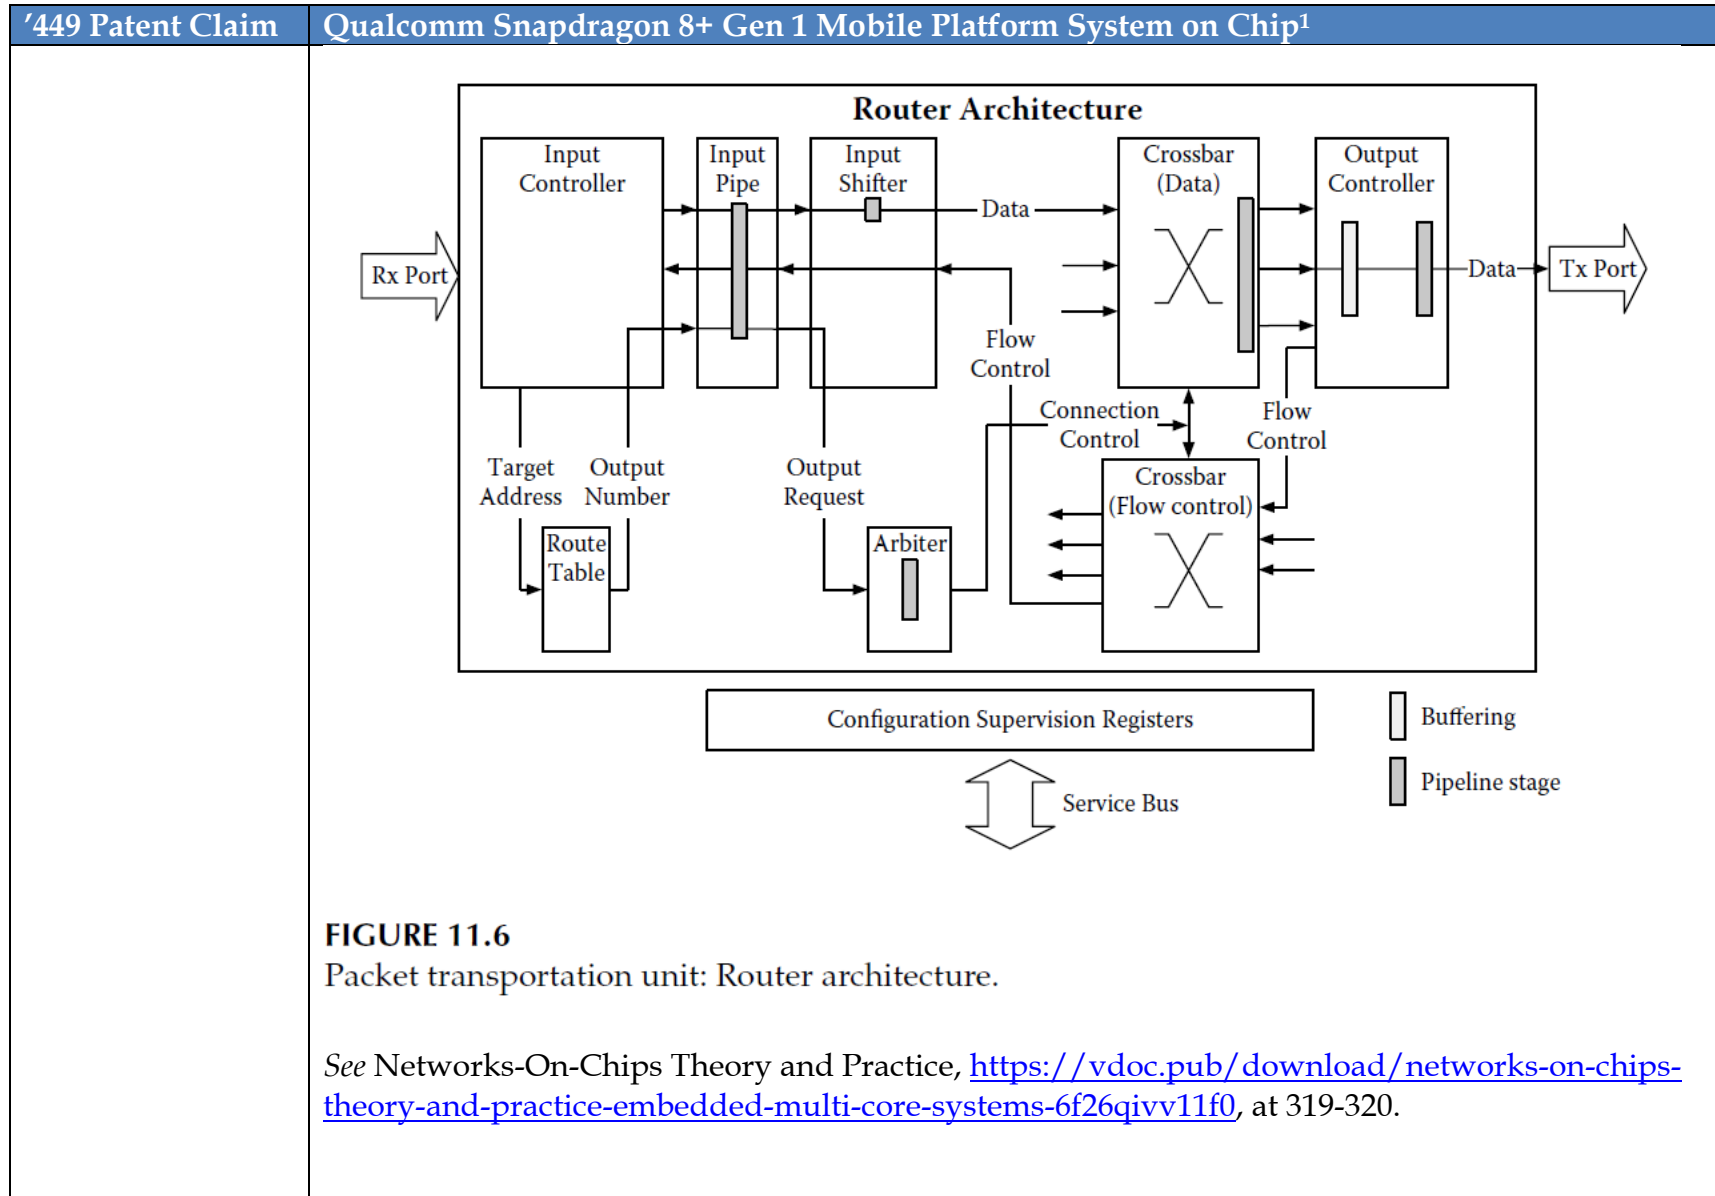 ’449 Patent Claim
Qualcomm Snapdragon 8+ Gen 1 Mobile Platform System on Chip¹
Router Architecture
Input
Controller
Input
Pipe
Input
Shifter
Crossbar
(Data)
Output
Controller
Data
Rx Port
Data
Tx Port
Flow
Control
Connection
Control
Flow
Control
Target
Address
Output
Number
Output
Request
Crossbar
(Flow control)
Route
Table
Arbiter
Configuration Supervision Registers
Buffering
Pipeline stage
Service Bus
FIGURE 11.6
Packet transportation unit: Router architecture.
See Networks-On-Chips Theory and Practice, https://vdoc.pub/download/networks-on-chips-
theory-and-practice-embedded-multi-core-systems-6f26qivv11f0, at 319-320.